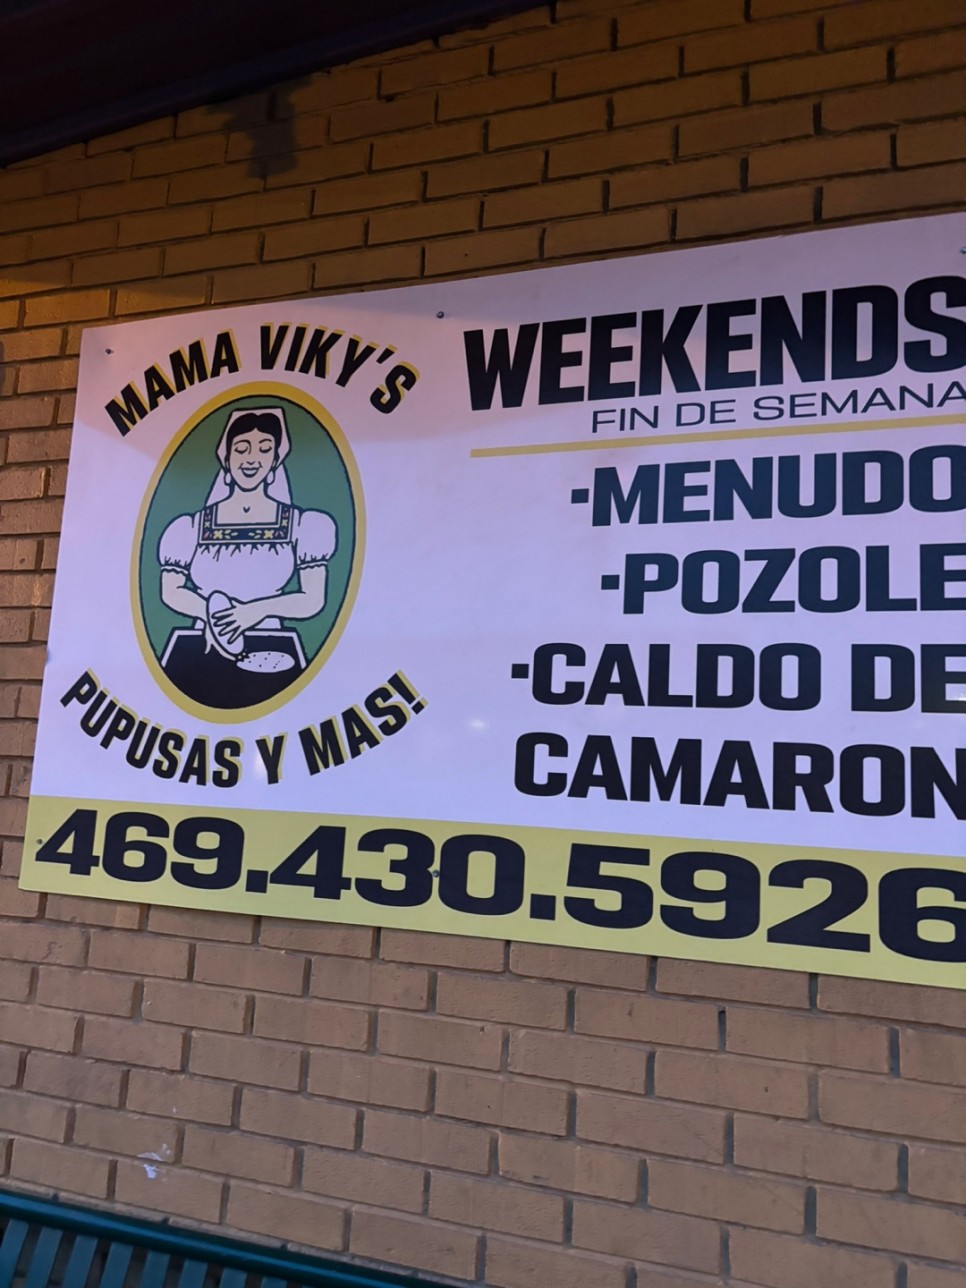 MAMA VIKY'S
PUPUSAS Y MAS!
WEEKENDS
FIN DE SEMANA
·MENUDO
·POZOLE
·CALDO DE
CAMARON
469.430.5926